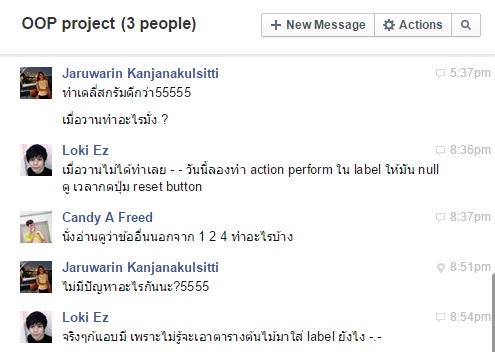 OOP project (3 people)
+ New Message
Actions
Jaruwarin Kanjanakulsitti
5:37pm
ทำเดลี่สกรัมดีกว่า55555
เมื่อวานทำอะไรมั่ง ?
Loki Ez
8:36pm
เมื่อวานไม่ได้ทำเลย - - วันนี้ลองทำ action perform ใน label ให้มัน null
ดู เวลากดปุ่ม reset button
Candy A Freed
8:37pm
นั่งอ่านดูว่าข้ออื่นนอกจาก 1 2 4 ทำอะไรบ้าง
Jaruwarin Kanjanakulsitti
8:51pm
ไม่มีปัญหาอะไรกันนะ?5555
Loki Ez
8:54pm
จริงๆก้แอบมี เพราะไม่รู้จะเอาตารางต้นไม้มาใส่ label ยังไง -.-